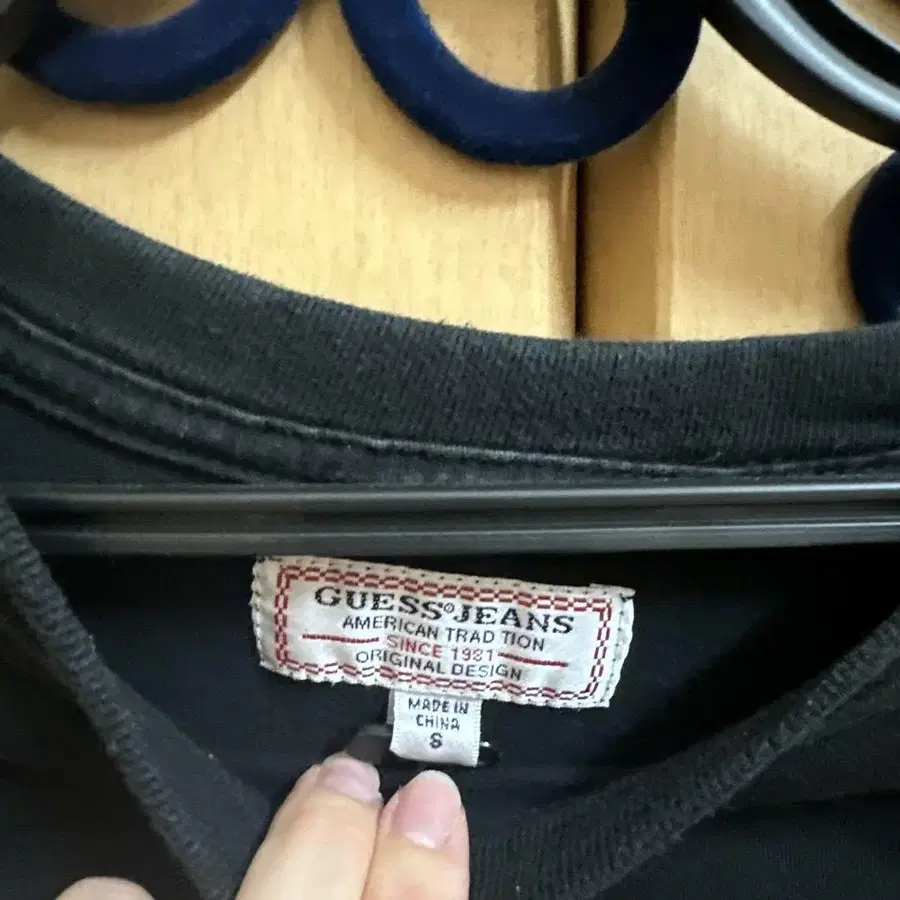 GUESS® JEANS
AMERICAN TRADITION
SINCE 1981
ORIGINAL DESIGN
MADE IN
CHINA
S